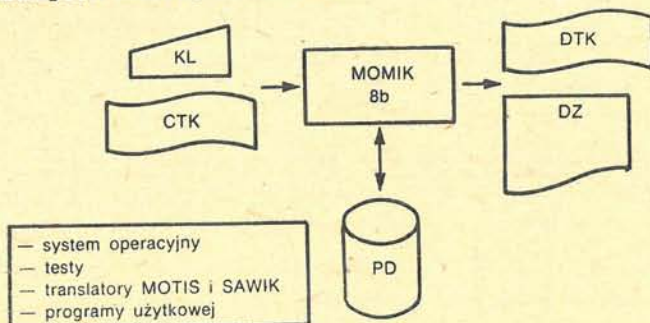 KL
CTK
MOMIK
8b
DTK
DZ
PD
— system operacyjny
— testy
— translatory MOTIS i SAWIK
— programy użytkowej